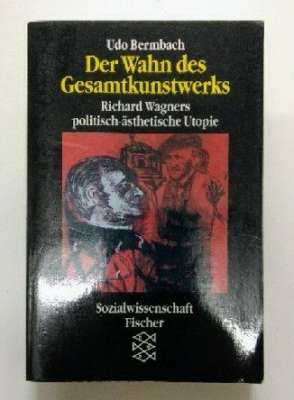 Udo Bermbach
Der Wahn des
Gesamtkunstwerks
Richard Wagners
politisch-ästhetische Utopie
Sozialwissenschaft
Fischer